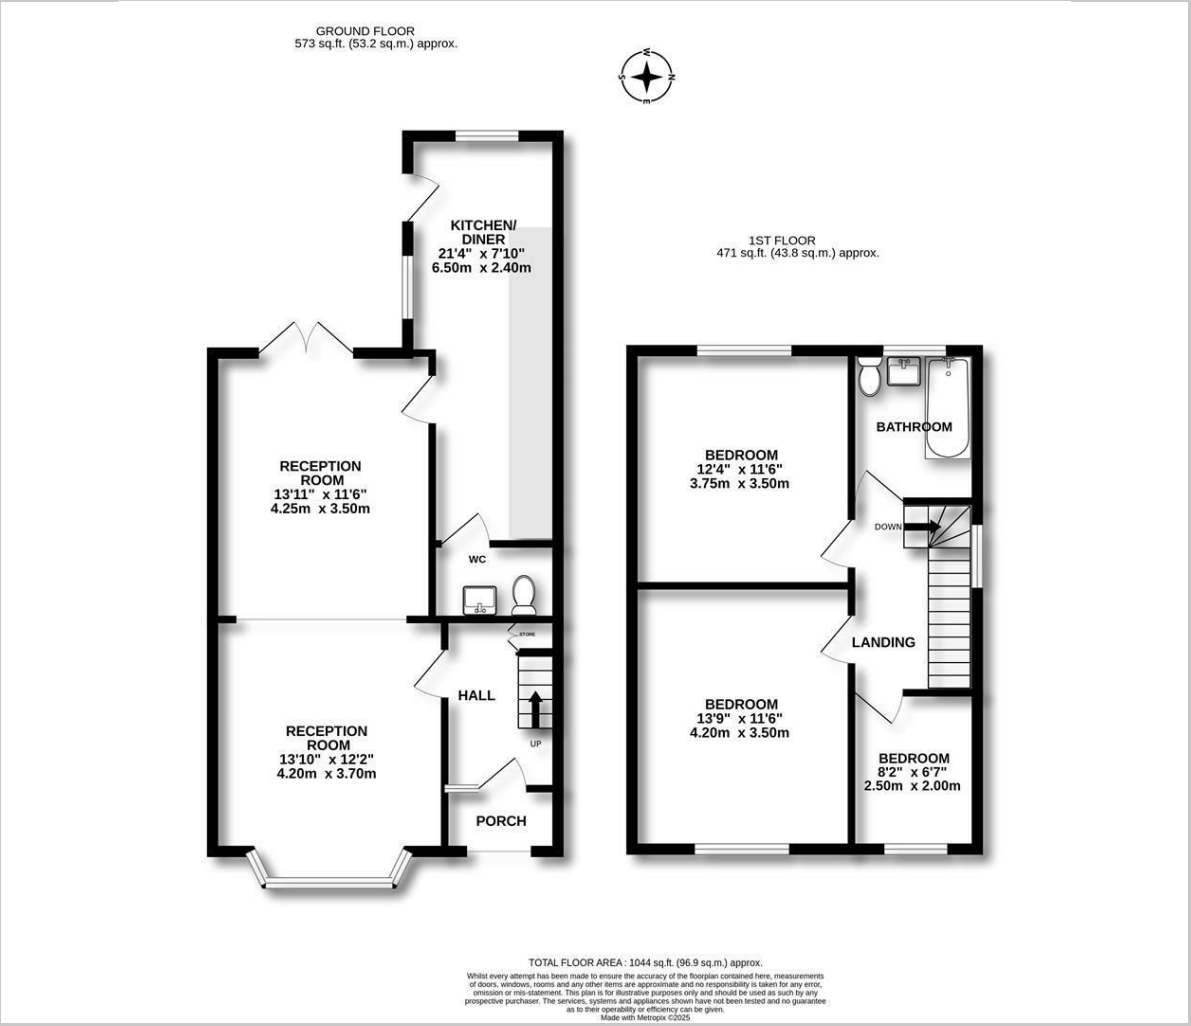 GROUND FLOOR
573 sq.ft. (53.2 sq.m.) approx.
W
S
N
E
KITCHEN/
DINER
21'4" x 7'10"
6.50m x 2.40m
1ST FLOOR
471 sq.ft. (43.8 sq.m.) approx.
RECEPTION
ROOM
13'11" x 11'6"
4.25m x 3.50m
WC
STORE
HALL
UP
RECEPTION
ROOM
13'10" x 12'2"
4.20m x 3.70m
PORCH
BATHROOM
BEDROOM
12'4" x 11'6"
3.75m x 3.50m
DOWN
LANDING
BEDROOM
13'9" x 11'6"
4.20m x 3.50m
BEDROOM
8'2" x 6'7"
2.50m x 2.00m
TOTAL FLOOR AREA : 1044 sq.ft. (96.9 sq.m.) approx.
Whilst every attempt has been made to ensure the accuracy of the floorplan contained here, measurements
of doors, windows, rooms and any other items are approximate and no responsibility is taken for any error,
omission or mis-statement. This plan is for illustrative purposes only and should be used as such by any
prospective purchaser. The services, systems and appliances shown have not been tested and no guarantee
as to their operability or efficiency can be given.
Made with Metropix ©2025